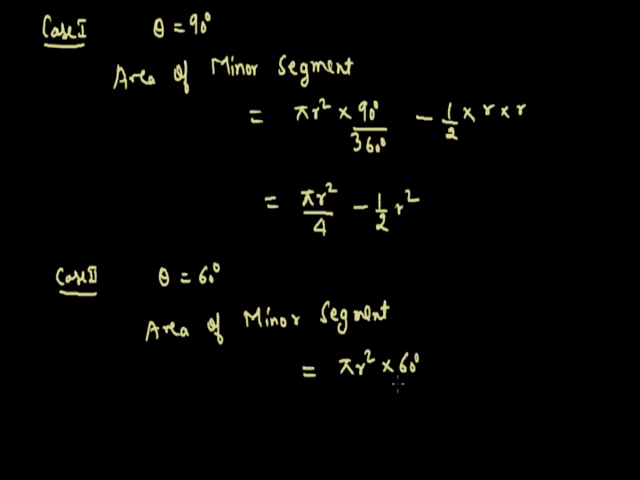 Case I θ = 90°
Area of Minor Segment
= πr² × 90°/360° - 1/2 × r × r
= πr²/4 - 1/2 r²
Case II θ = 60°
Area of Minor Segment
= πr² × 60°